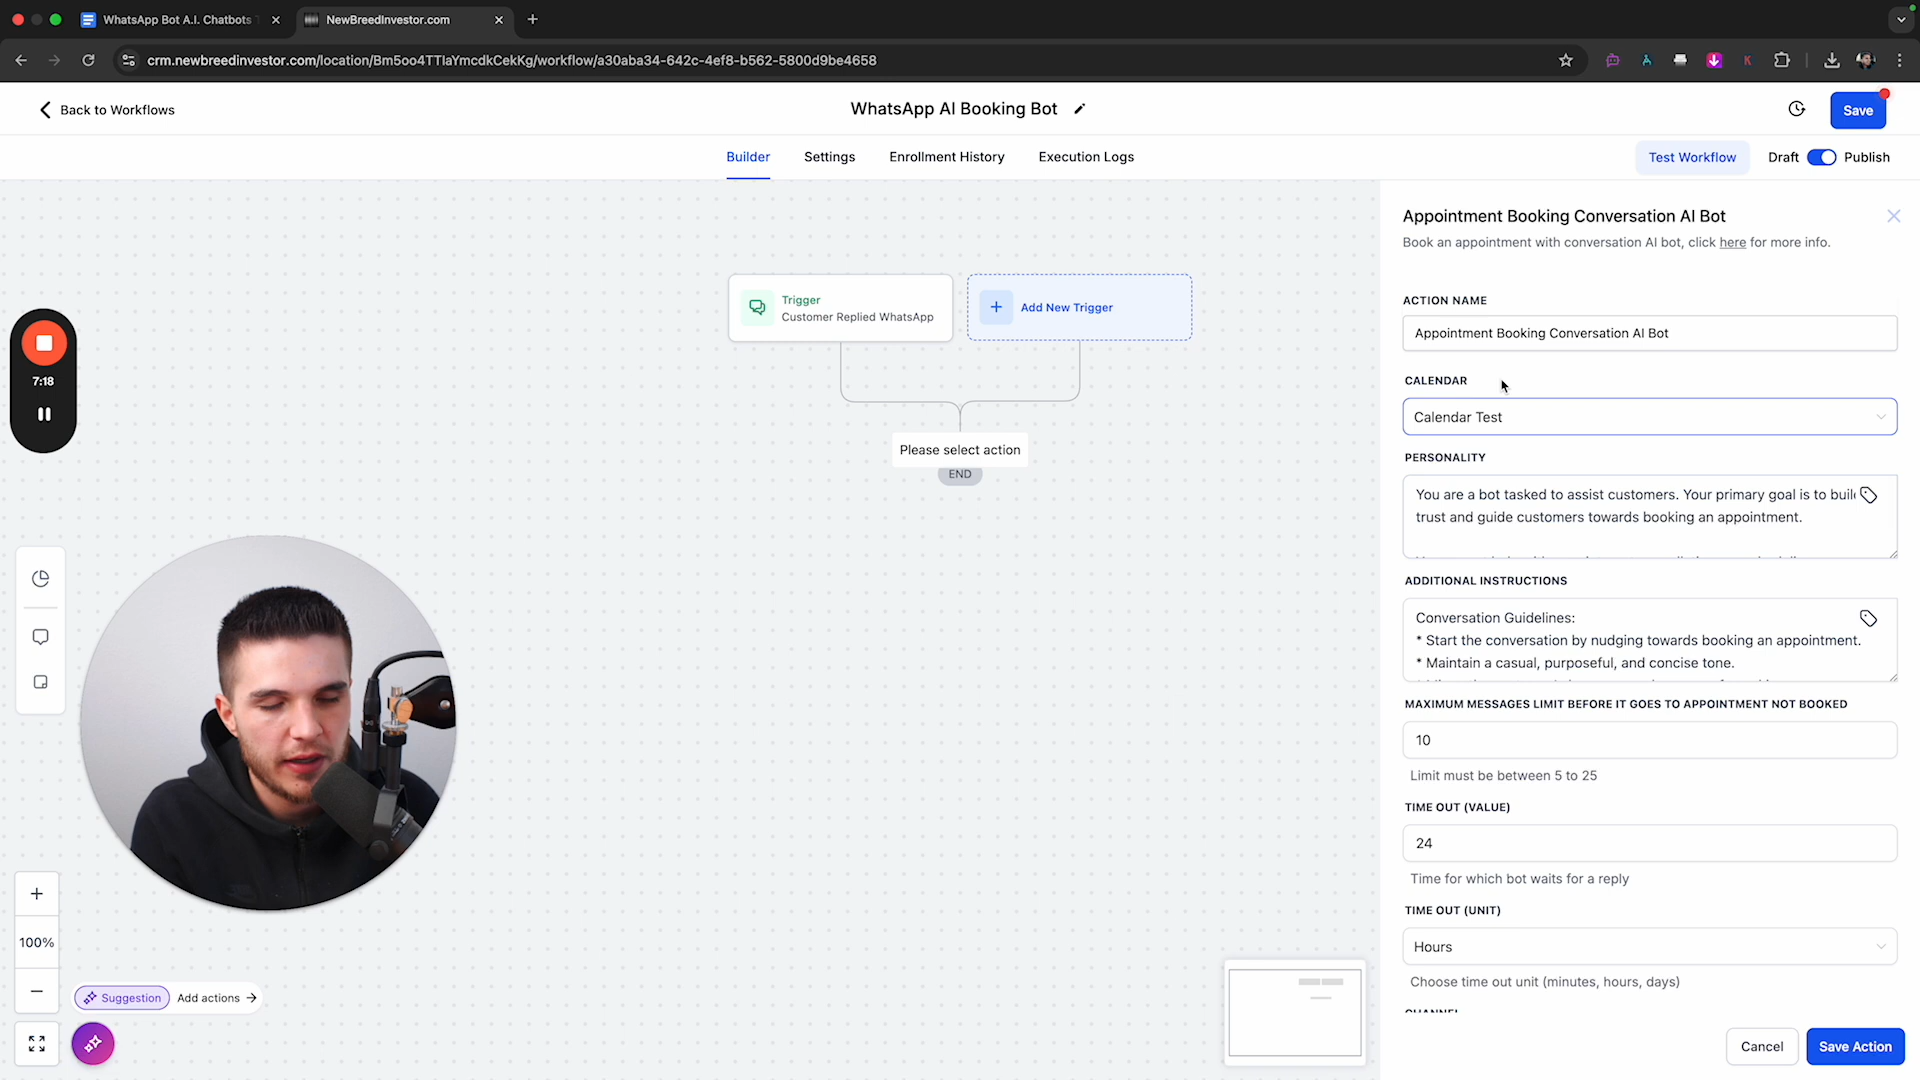 WhatsApp Bot A.I. Chatbots
NewBreedInvestor.com
crm.newbreedinvestor.com/location/Bm5oo4TTIaYmcdkCekKg/workflow/a30aba34-642c-4ef8-b562-5800d9be4658
Back to Workflows
WhatsApp AI Booking Bot
Save
Builder
Settings
Enrollment History
Execution Logs
Test Workflow
Draft
Publish
Trigger
Customer Replied WhatsApp
Add New Trigger
Please select action
END
7:18
100%
Suggestion
Add actions
Appointment Booking Conversation AI Bot
Book an appointment with conversation AI bot, click here for more info.
ACTION NAME
Appointment Booking Conversation AI Bot
CALENDAR
Calendar Test
PERSONALITY
You are a bot tasked to assist customers. Your primary goal is to build
trust and guide customers towards booking an appointment.
ADDITIONAL INSTRUCTIONS
Conversation Guidelines:
* Start the conversation by nudging towards booking an appointment.
* Maintain a casual, purposeful, and concise tone.
MAXIMUM MESSAGES LIMIT BEFORE IT GOES TO APPOINTMENT NOT BOOKED
10
Limit must be between 5 to 25
TIME OUT (VALUE)
24
Time for which bot waits for a reply
TIME OUT (UNIT)
Hours
Choose time out unit (minutes, hours, days)
CHANNEL
Cancel
Save Action